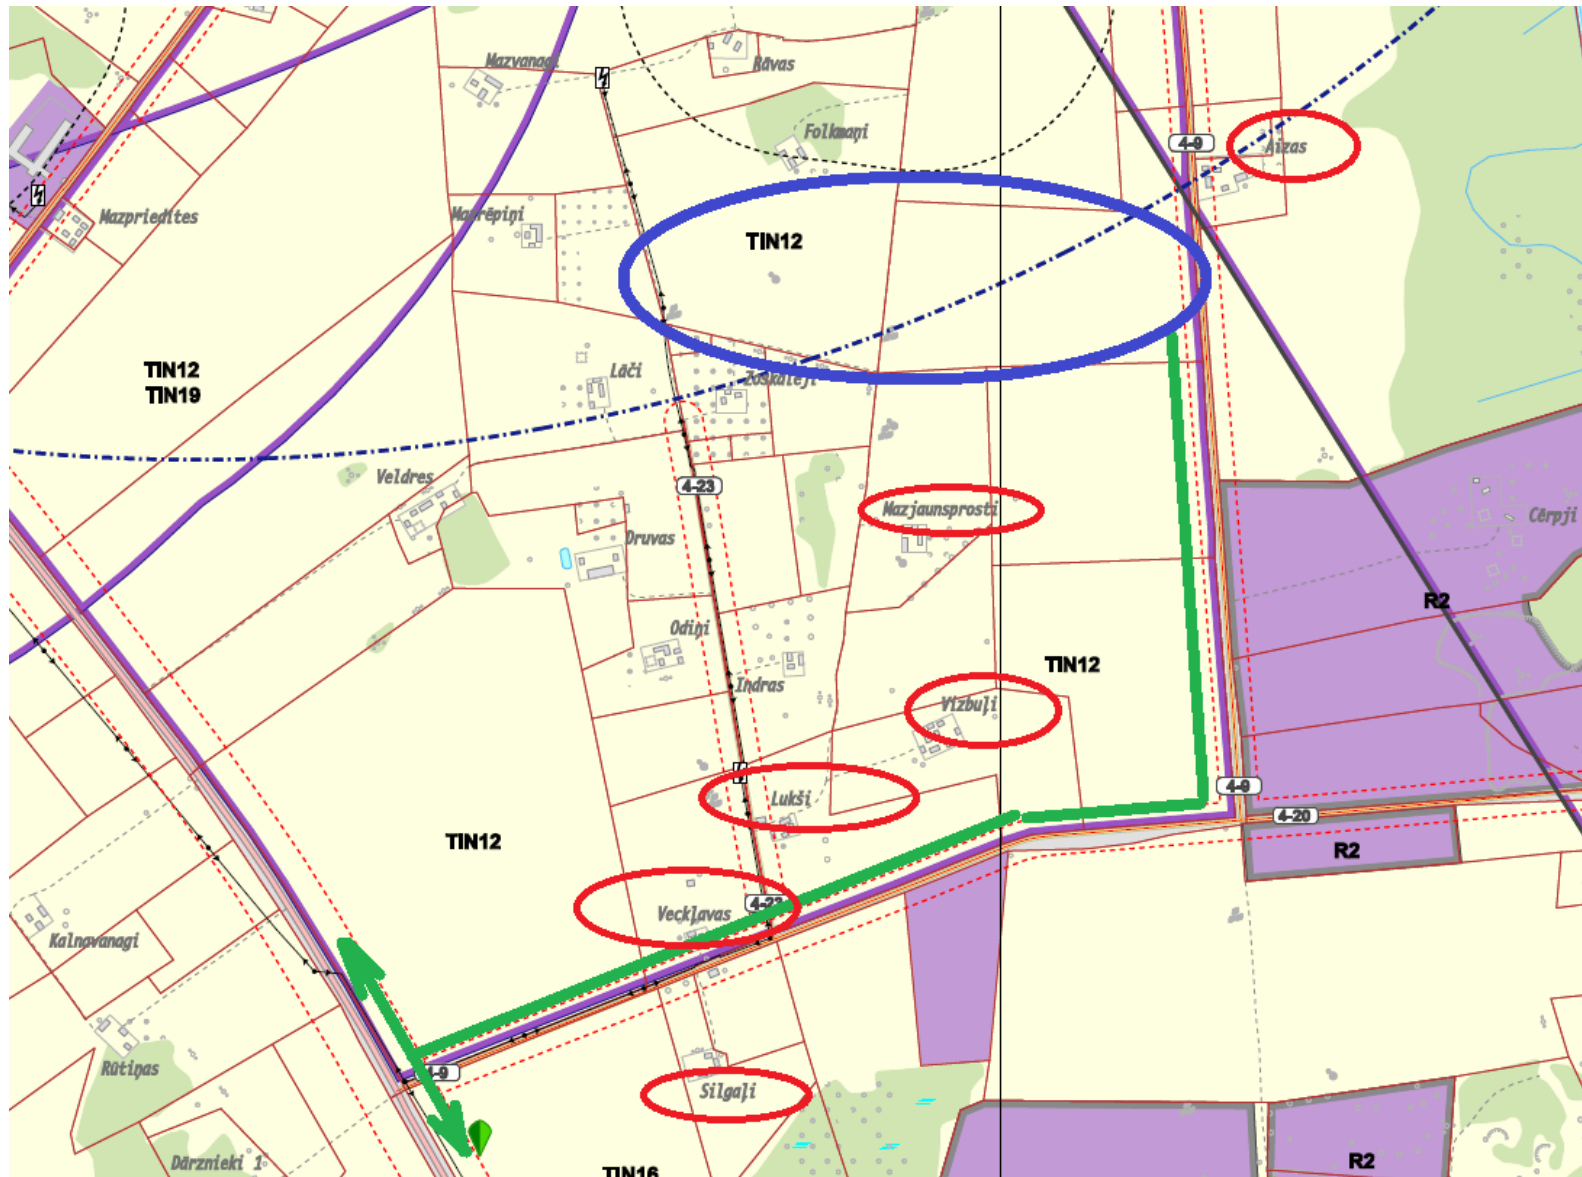 Mazvanagi
Rāvas
Folkmaņi
4-9
Aizas
Mazpriedītes
Mazrēpiņi
TIN12
TIN12
TIN19
Lāči
Zoskaleji
Veldres
4-23
Mazjaunsprosti
Cērpji
Druvas
R2
Odiņi
TIN12
Indras
Vizbuļi
4-9
Lukši
4-20
TIN12
R2
4-23
Veckļavas
Kalnavanagi
Rūtiņas
4-9
Silgaļi
Dārznieki 1
TIN16
R2